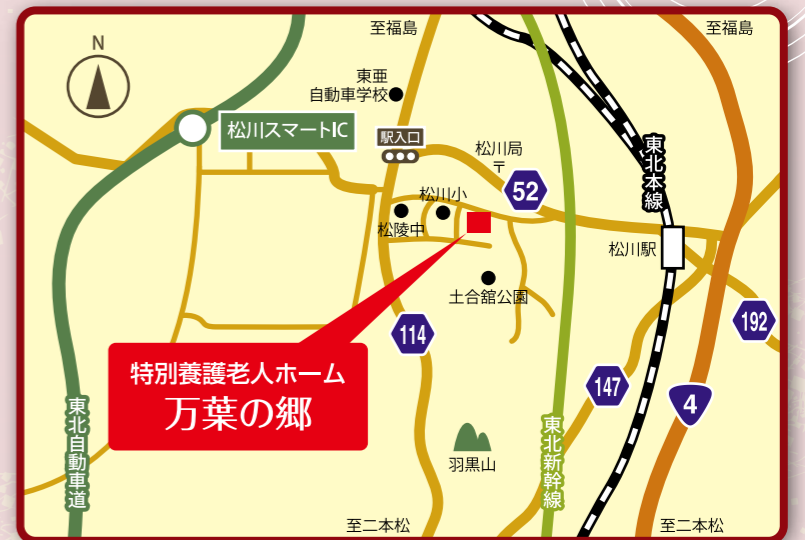 至福島
至福島
N
東亜
自動車学校
松川スマートIC
駅入口
松川局
〒
52
東北本線
松川小
松陵中
松川駅
土合舘公園
114
192
特別養護老人ホーム
万葉の郷
147
4
東北自動車道
東北新幹線
羽黒山
至二本松
至二本松